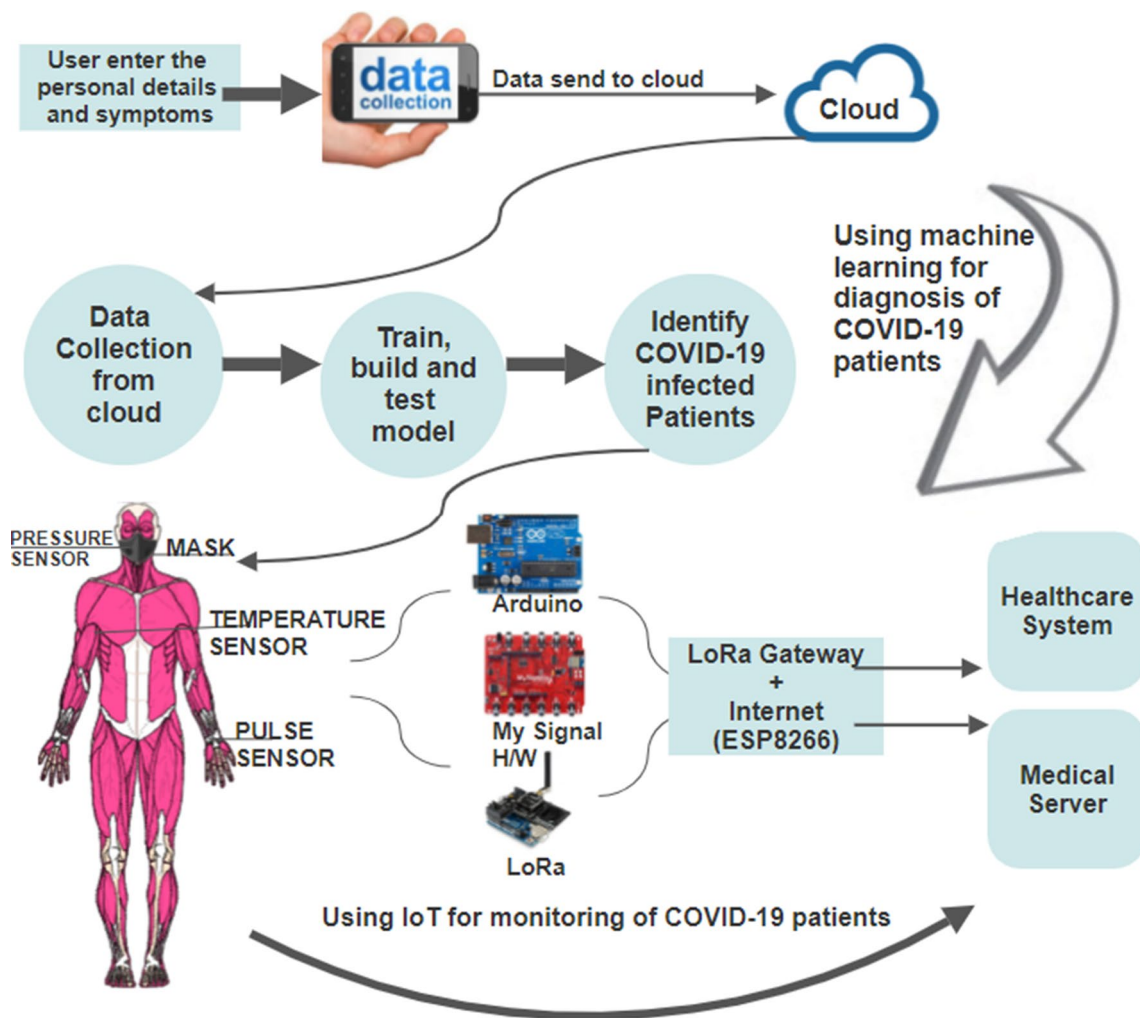 User enter the
personal details
and symptoms
data
collection
Data send to cloud
Cloud
Using machine
learning for
diagnosis of
COVID-19
patients
Data
Collection
from
cloud
Train,
build and
test
model
Identify
COVID-19
infected
Patients
PRESSURE
SENSOR
MASK
TEMPERATURE
SENSOR
PULSE
SENSOR
Arduino
My Signal
H/W
LoRa
LoRa Gateway
+
Internet
(ESP8266)
Healthcare
System
Medical
Server
Using IoT for monitoring of COVID-19 patients